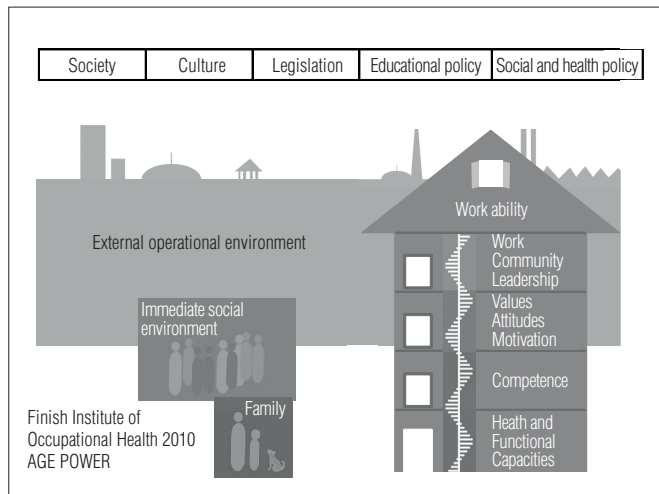 Society
Culture
Legislation
Educational policy
Social and health policy
Work ability
External operational environment
Work
Community
Leadership
Values
Attitudes
Motivation
Immediate social
environment
Competence
Family
Heath and
Functional
Capacities
Finish Institute of
Occupational Health 2010
AGE POWER